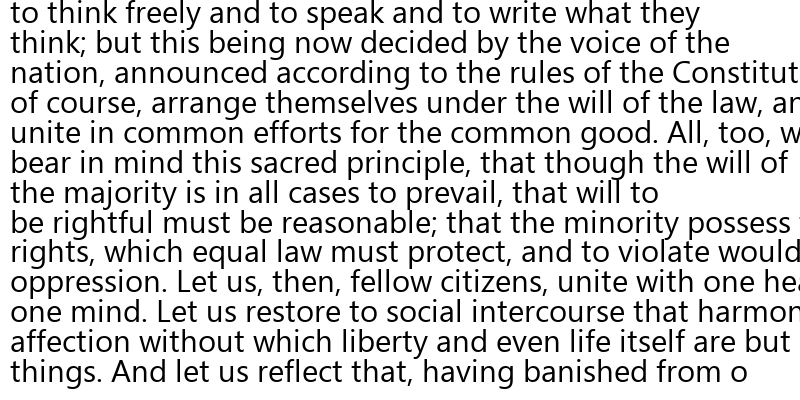 to think freely and to speak and to write what they
think; but this being now decided by the voice of the
nation, announced according to the rules of the Constitut
of course, arrange themselves under the will of the law, an
unite in common efforts for the common good. All, too, w
bear in mind this sacred principle, that though the will of
the majority is in all cases to prevail, that will to
be rightful must be reasonable; that the minority possess
rights, which equal law must protect, and to violate would
oppression. Let us, then, fellow citizens, unite with one hea
one mind. Let us restore to social intercourse that harmon
affection without which liberty and even life itself are but
things. And let us reflect that, having banished from o